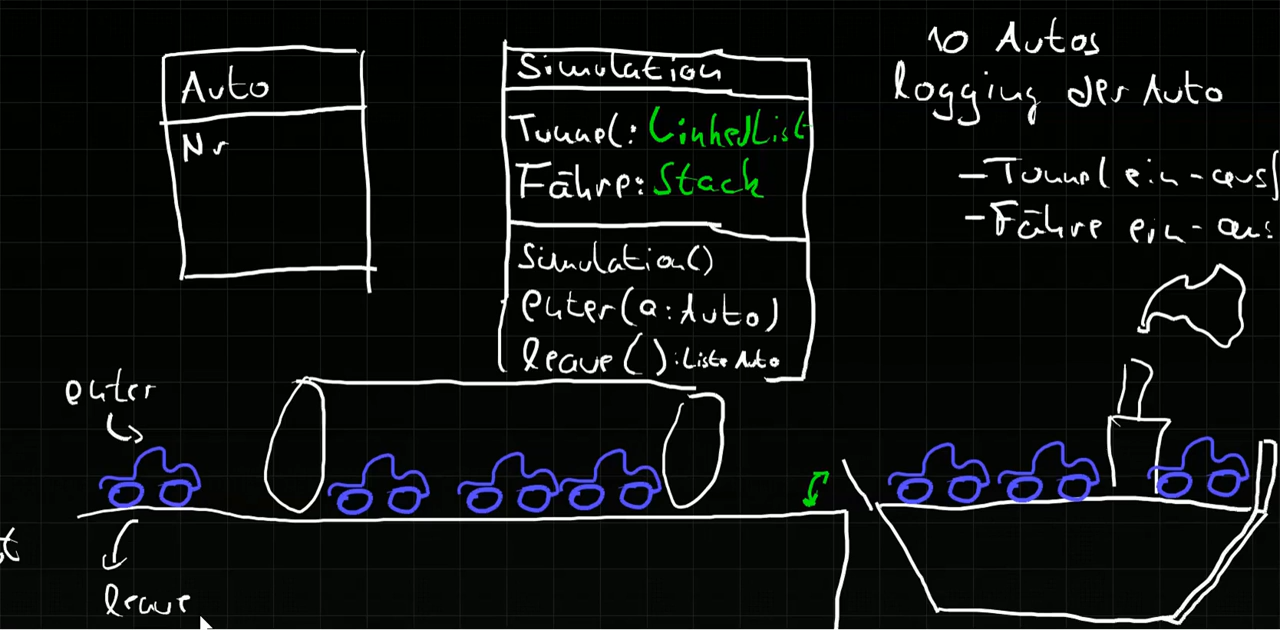 Auto
Nr
Simulation
Tunnel: LinkedList
Fähre: Stack
Simulation()
enter(a: Auto)
leave(): Liste Auto
10 Autos
logging der Auto
- Tunnel ein-aus
- Fähre ein-aus
enter
leave